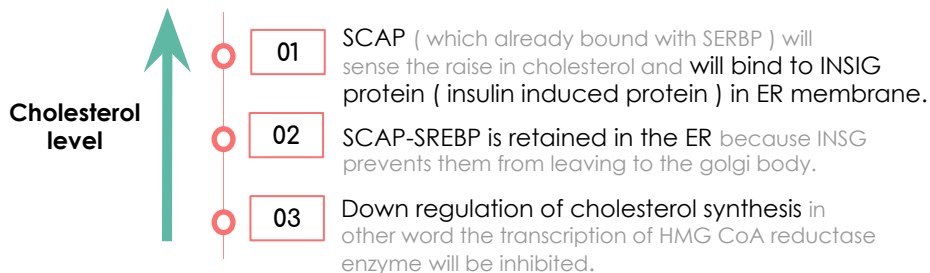 Cholesterol
level
01
SCAP ( which already bound with SERBP ) will
sense the raise in cholesterol and will bind to INSIG
protein ( insulin induced protein ) in ER membrane.
02
SCAP-SREBP is retained in the ER because INSG
prevents them from leaving to the golgi body.
03
Down regulation of cholesterol synthesis in
other word the transcription of HMG CoA reductase
enzyme will be inhibited.